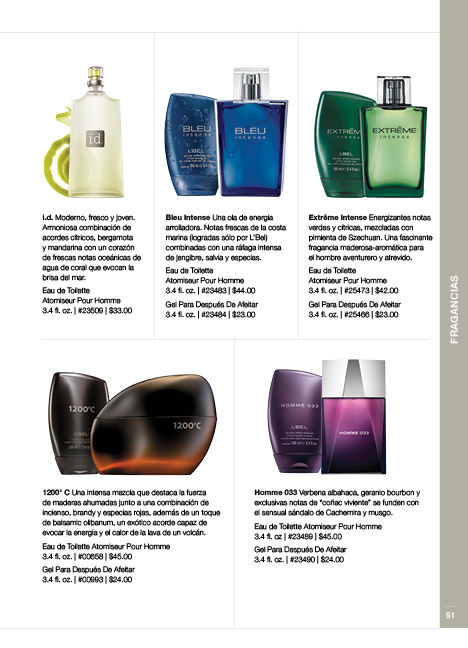 id
BLEU
intense
L'BEL
BLEU
intense
EXTRÊME
intense
L'BEL
EXTRÊME
intense
i.d. Moderno, fresco y joven.
Armoniosa combinación de
acordes cítricos, bergamota
y mandarina con un corazón
de frescas notas oceánicas de
agua de coral que evocan la
brisa del mar.
Eau de Toilette
Atomiseur Pour Homme
3.4 fl. oz. | #23509 | $33.00
Bleu Intense Una ola de energía
arrolladora. Notas frescas de la costa
marina (logradas sólo por L'Bel)
combinadas con una ráfaga intensa
de jengibre, salvia y especias.
Eau de Toilette
Atomiseur Pour Homme
3.4 fl. oz. | #23483 | $44.00
Gel Para Después De Afeitar
3.4 fl. oz. | #23484 | $23.00
Extrême Intense Energizantes notas
verdes y cítricas, mezcladas con
pimienta de Szechuan. Una fascinante
fragancia maderosa-aromática para
el hombre aventurero y atrevido.
Eau de Toilette
Atomiseur Pour Homme
3.4 fl. oz. | #25473 | $42.00
Gel Para Después De Afeitar
3.4 fl. oz. | #25466 | $23.00
FRAGANCIAS
1200°C
L'BEL
1200°C
HOMME 033
L'BEL
HOMME 033
1200° C Una intensa mezcla que destaca la fuerza
de maderas ahumadas junto a una combinación de
incienso, brandy y especias rojas, además de un toque
de balsamic olibanum, un exótico acorde capaz de
evocar la energía y el calor de la lava de un volcán.
Eau de Toilette Atomiseur Pour Homme
3.4 fl. oz. | #00658 | $45.00
Gel Para Después De Afeitar
3.4 fl. oz. | #00993 | $24.00
Homme 033 Verbena albahaca, geranio bourbon y
exclusivas notas de "coñac viviente" se funden con
el sensual sándalo de Cachemira y musgo.
Eau de Toilette Atomiseur Pour Homme
3.4 fl. oz | #23489 | $45.00
Gel Para Después De Afeitar
3.4 fl. oz. | #23490 | $24.00
51